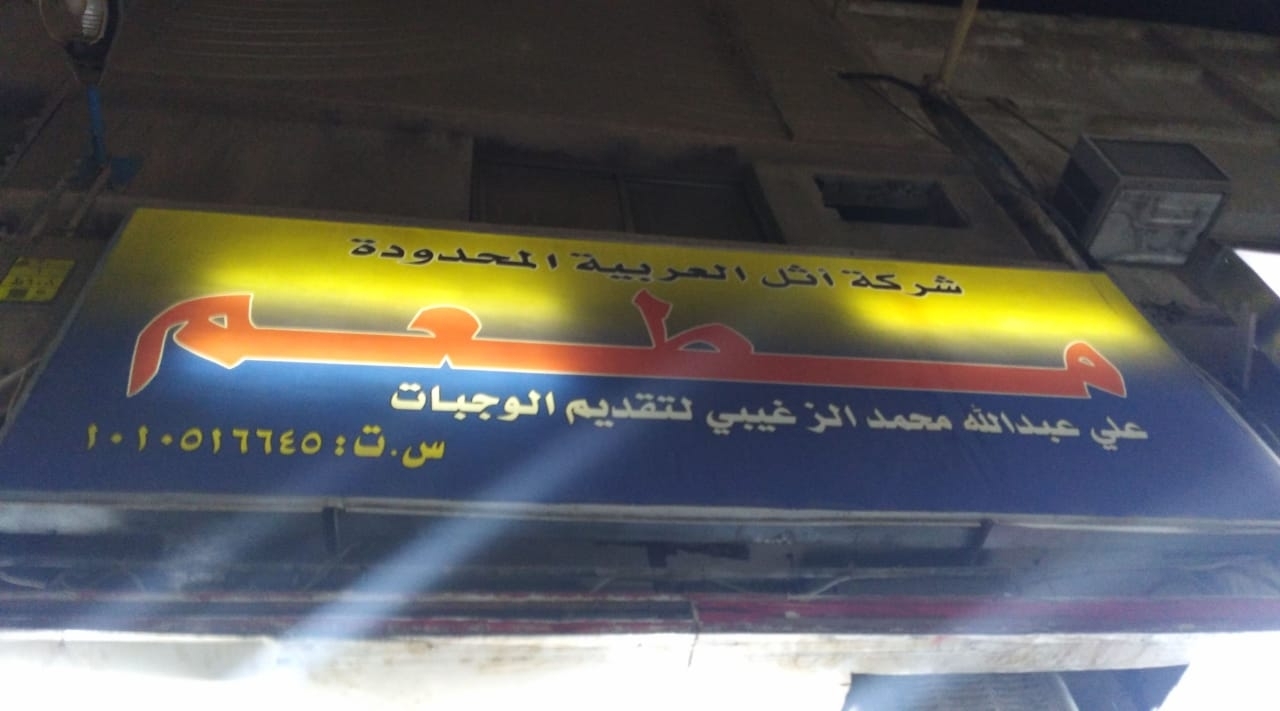 شركة أثل العربية المحدودة
مطعم
علي عبدالله محمد الزغيبي لتقديم الوجبات
س.ت: ١٠١٠٥١٦٦٤٥